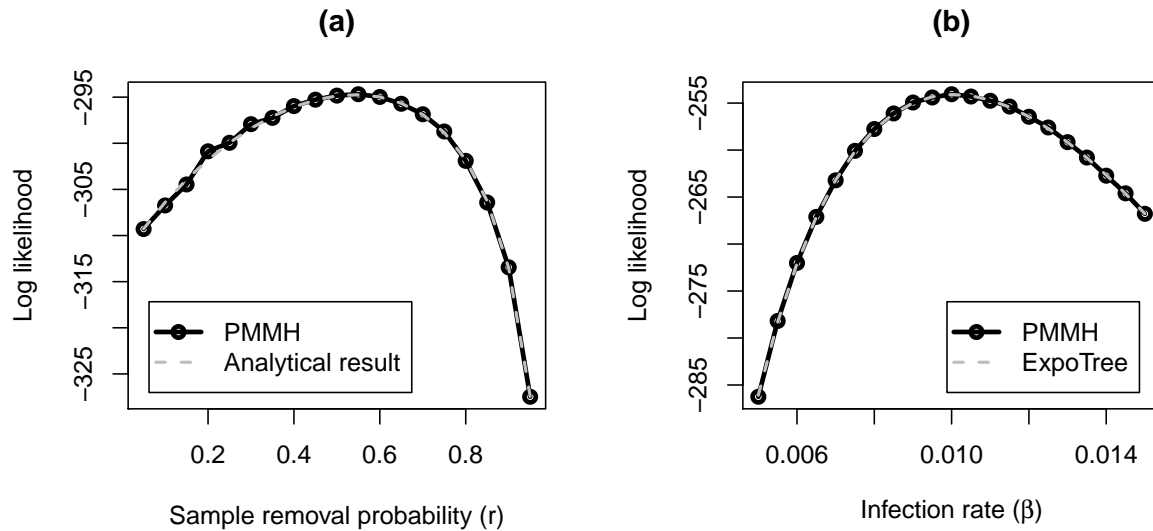 (a)
Log likelihood
−295
−305
−315
−325
PMMH
Analytical result
0.2 0.4 0.6 0.8
Sample removal probability (r)
(b)
Log likelihood
−255
−265
−275
−285
PMMH
ExpoTree
0.006 0.010 0.014
Infection rate (β)